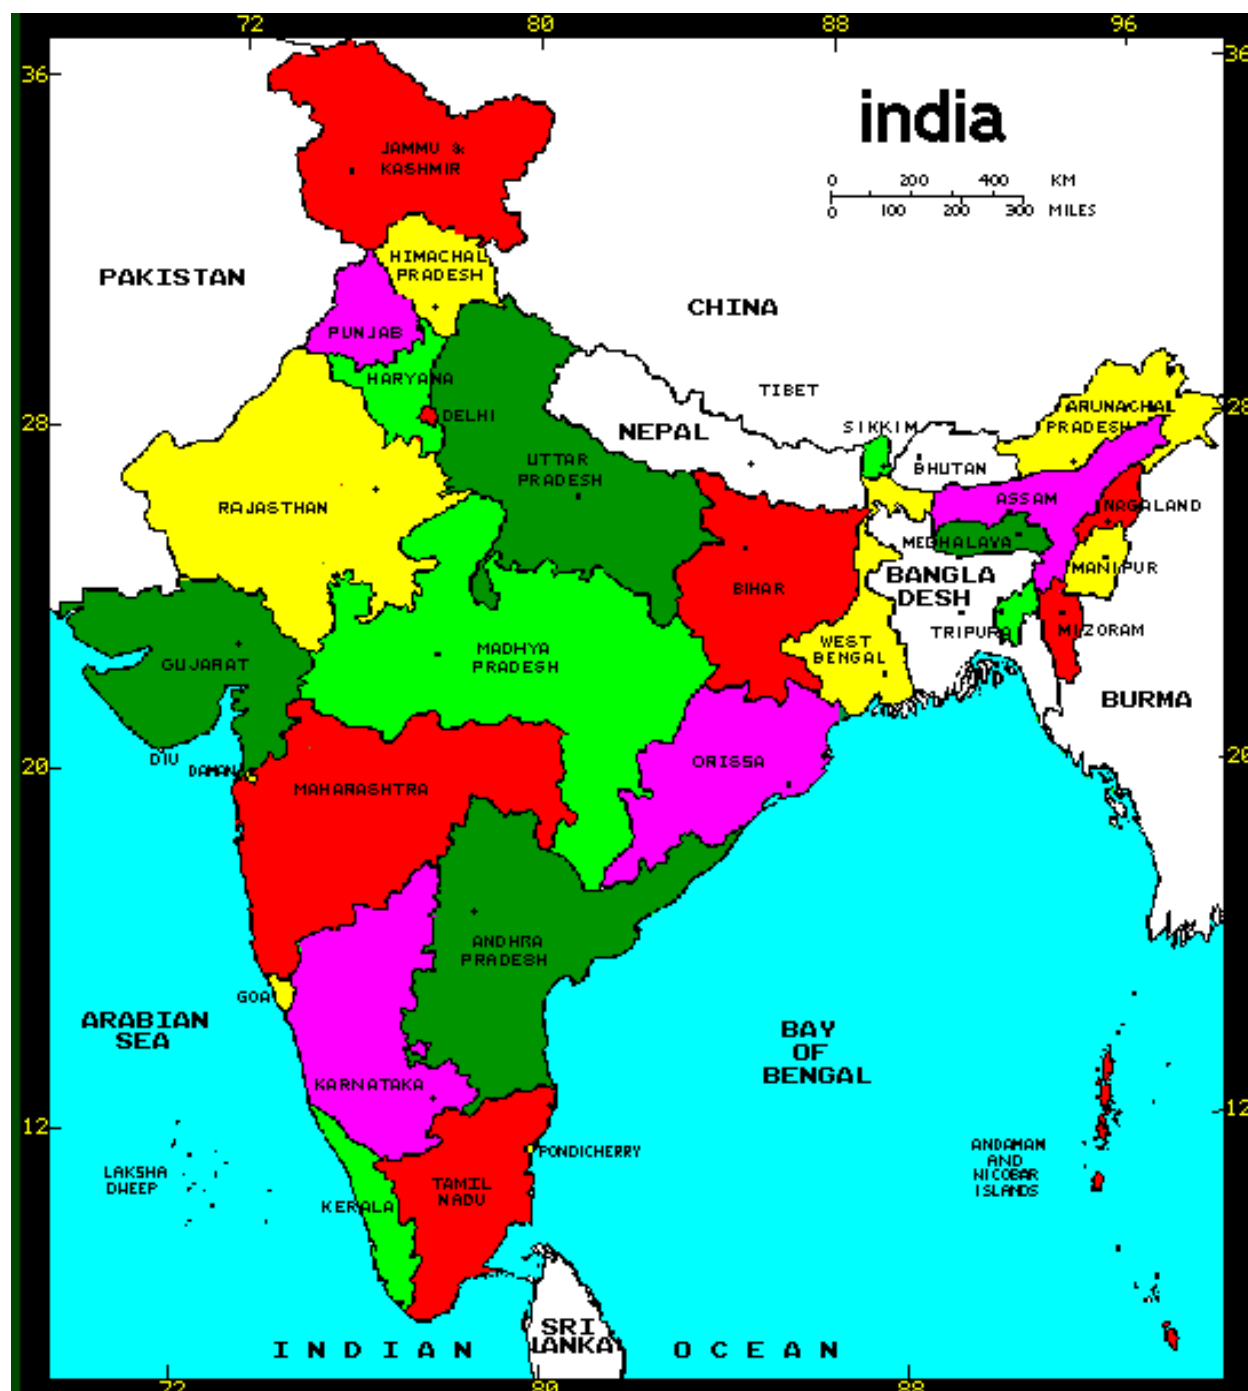 72 80 88 96
36 36
india
JAMMU &
KASHMIR
0 200 400 KM
0 100 200 300 MILES
HIMACHAL
PRADESH
PAKISTAN
CHINA
PUNJAB
HARYANA
TIBET
DELHI
28 28
ARUNACHAL
PRADESH
SIKKIM
NEPAL
BHUTAN
UTTAR
PRADESH
ASSAM
NAGALAND
RAJASTHAN
MEGHALAYA
MANIPUR
BANGLA
DESH
BIHAR
TRIPURA
MIZORAM
WEST
BENGAL
MADHYA
PRADESH
GUJARAT
BURMA
DIU
DAMAN
20 20
ORISSA
MAHARASHTRA
ANDHRA
PRADESH
GOA
ARABIAN
SEA
BAY
OF
BENGAL
KARNATAKA
12 12
PONDICHERRY
ANDAMAN
AND
NICOBAR
ISLANDS
LAKSHA
DWEEP
TAMIL
NADU
KERALA
SRI
LANKA
INDIAN OCEAN
72 80 88